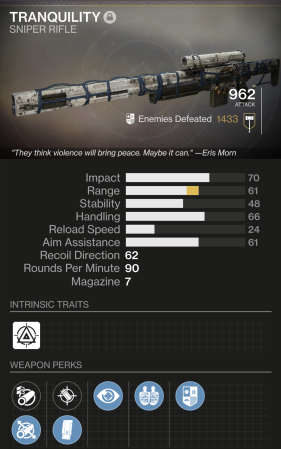 TRANQUILITY
SNIPER RIFLE
962
ATTACK
Enemies Defeated 1433
"They think violence will bring peace. Maybe it can." —Eris Morn
Impact 70
Range 61
Stability 48
Handling 66
Reload Speed 24
Aim Assistance 61
Recoil Direction 62
Rounds Per Minute 90
Magazine 7
INTRINSIC TRAITS
WEAPON PERKS